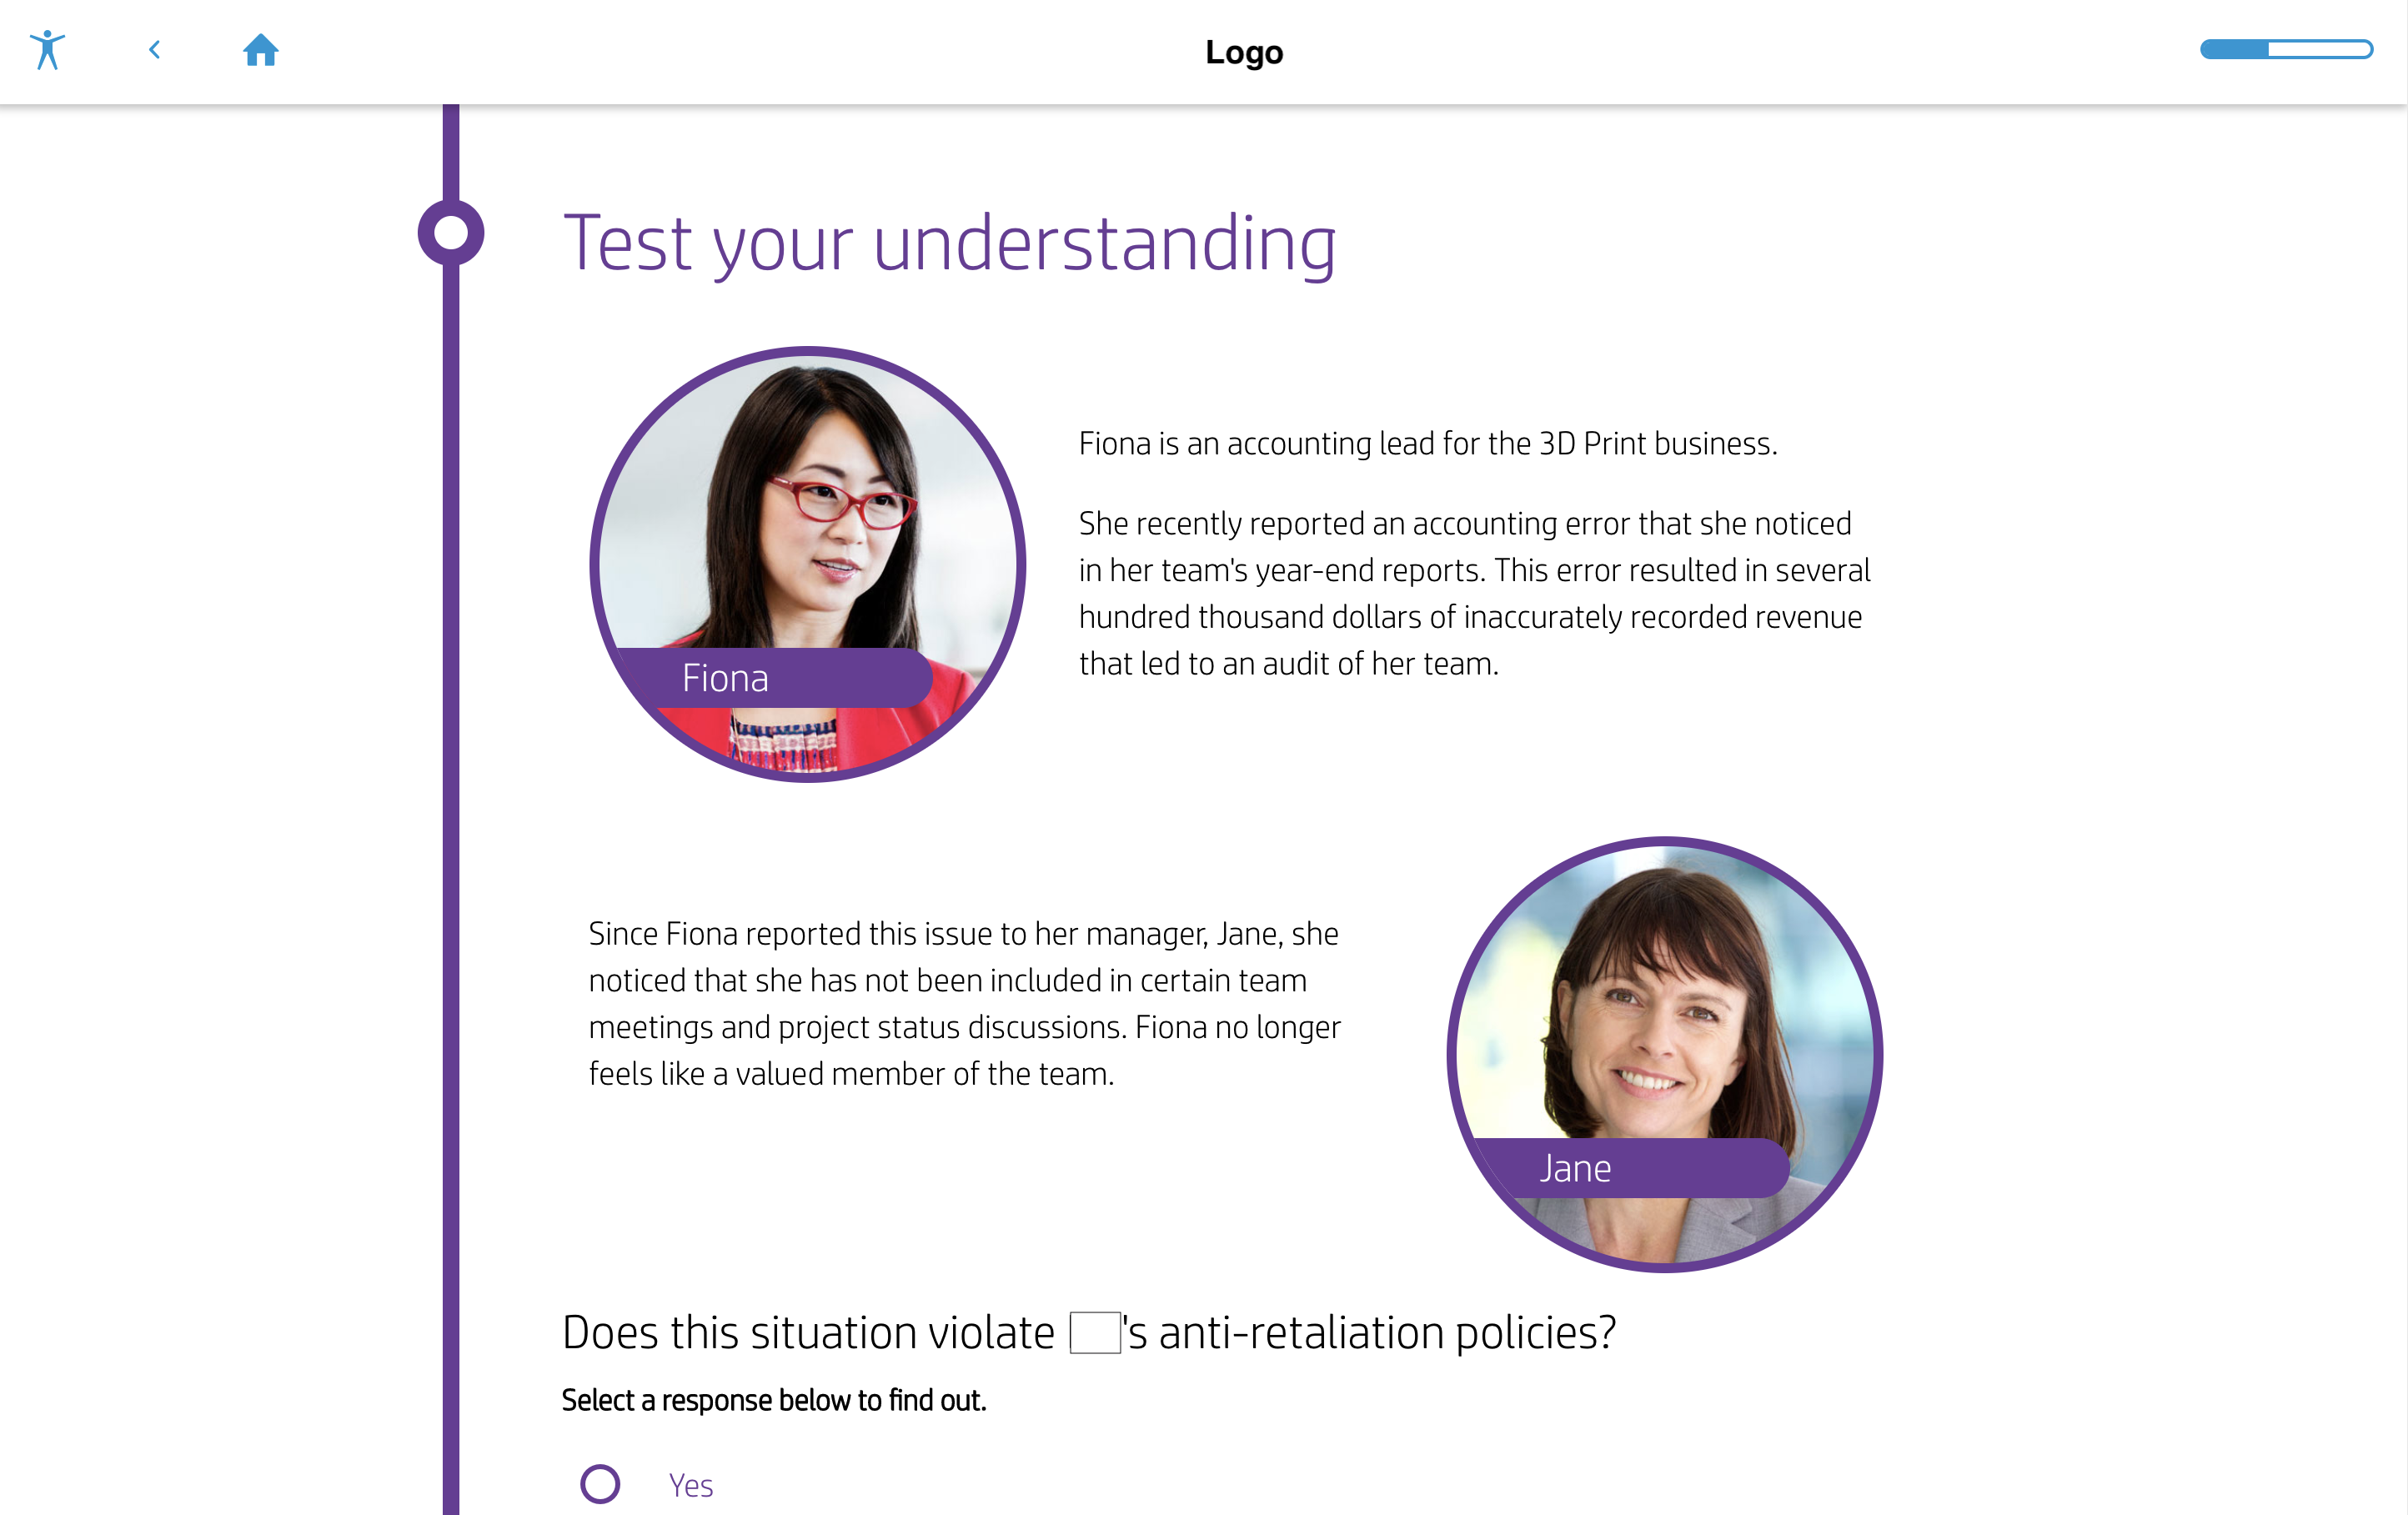 Logo
Test your understanding
Fiona
Fiona is an accounting lead for the 3D Print business.
She recently reported an accounting error that she noticed
in her team's year-end reports. This error resulted in several
hundred thousand dollars of inaccurately recorded revenue
that led to an audit of her team.
Since Fiona reported this issue to her manager, Jane, she
noticed that she has not been included in certain team
meetings and project status discussions. Fiona no longer
feels like a valued member of the team.
Jane
Does this situation violate 's anti-retaliation policies?
Select a response below to find out.
Yes